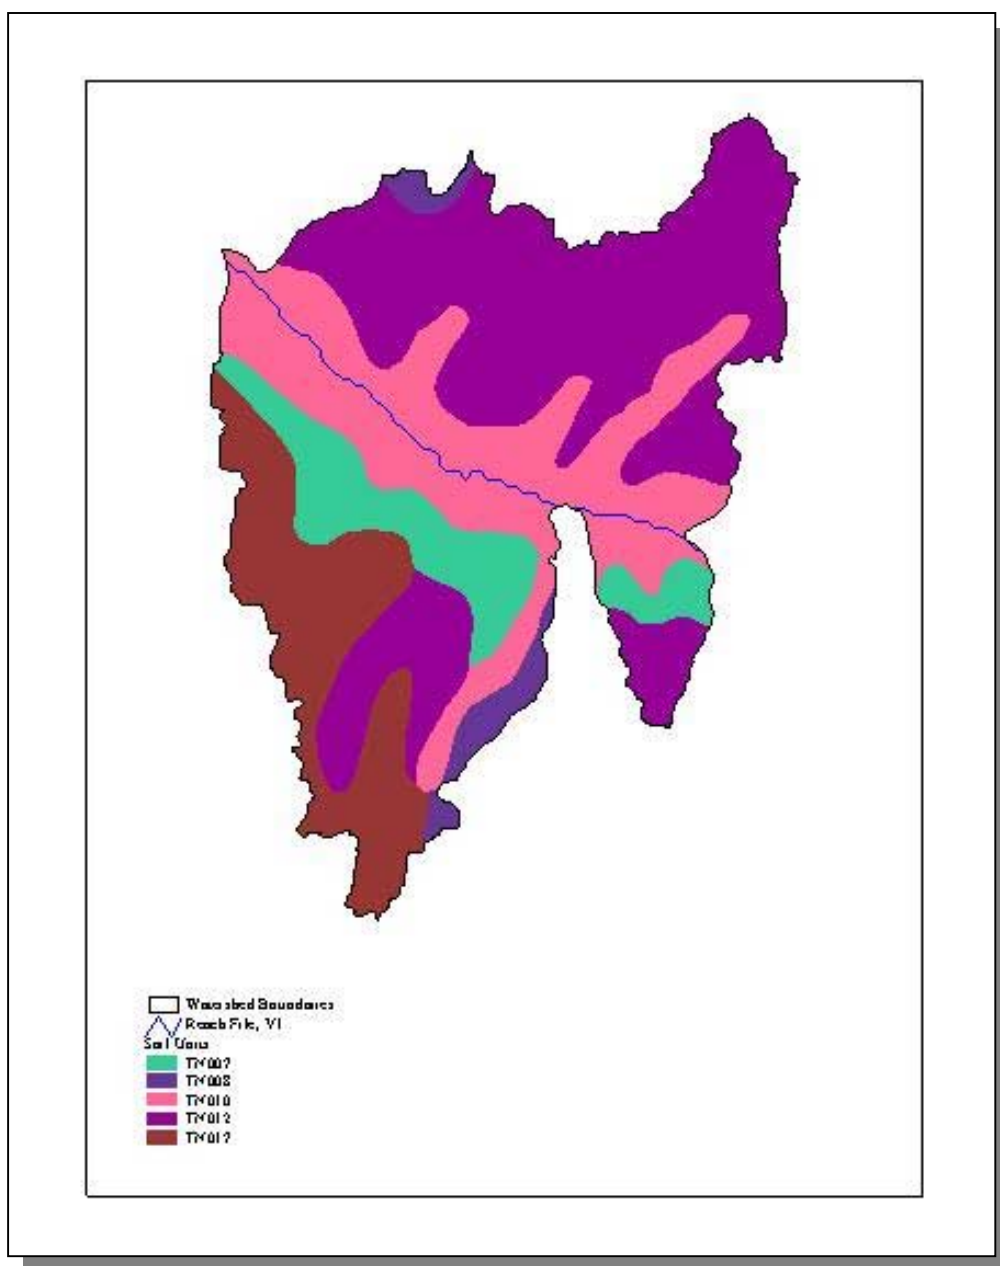 Watershed Boundaries
Reach File, V1
Soil Units
TN007
TN008
TN010
TN012
TN017